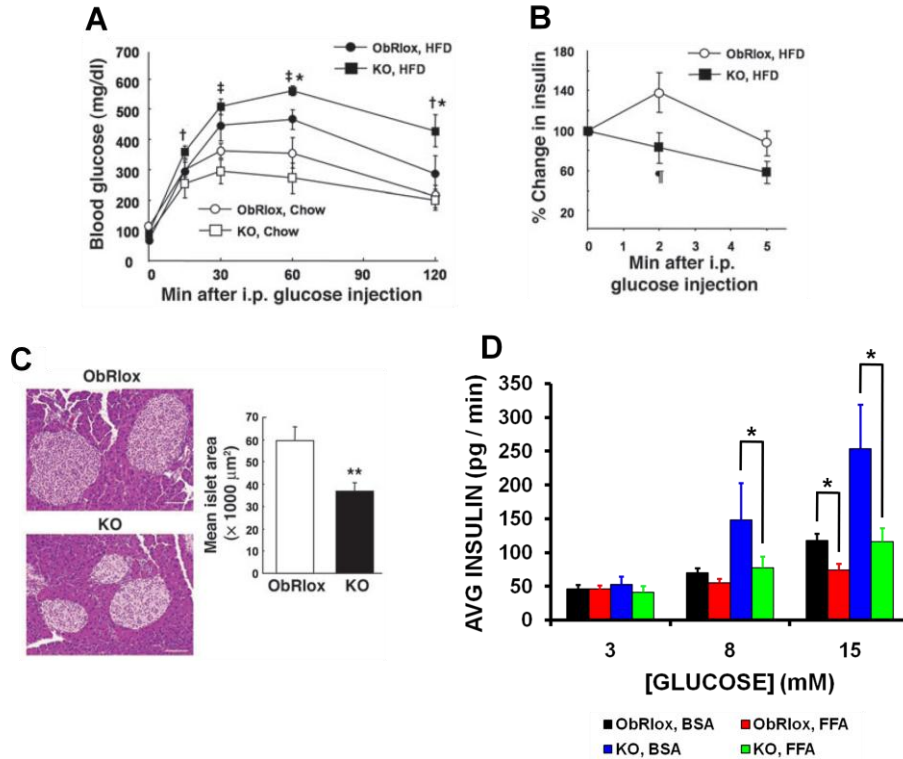 A
Blood glucose (mg/dl)
700
600
500
400
300
200
100
0
ObRlox, HFD
KO, HFD
†
‡
‡ *
† *
ObRlox, Chow
KO, Chow
0 30 60 90 120
Min after i.p. glucose injection
B
% Change in insulin
180
140
100
60
20
ObRlox, HFD
KO, HFD
¶
0 1 2 3 4 5
Min after i.p.
glucose injection
C
ObRlox
KO
Mean islet area
(× 1000 μm²)
70
60
50
40
30
20
10
0
**
ObRlox KO
D
AVG INSULIN (pg / min)
350
300
250
200
150
100
50
0
*
*
*
3 8 15
[GLUCOSE] (mM)
ObRlox, BSA ObRlox, FFA
KO, BSA KO, FFA